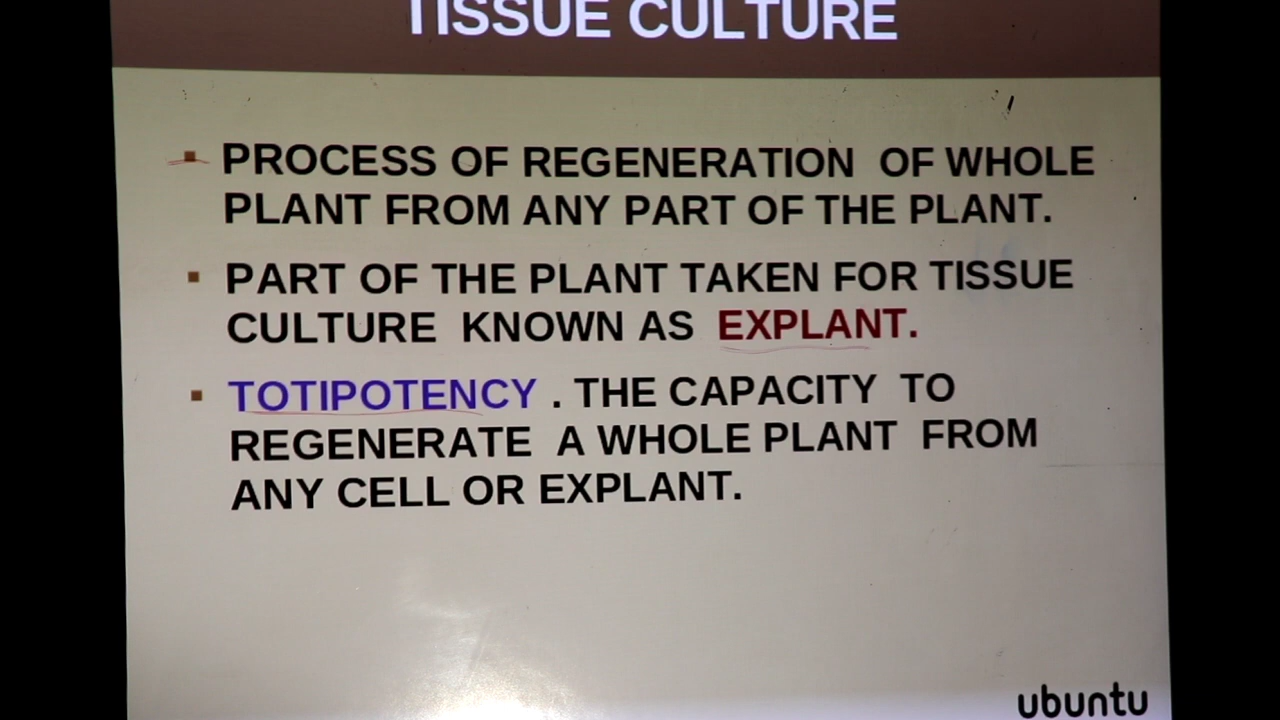 TISSUE CULTURE
PROCESS OF REGENERATION OF WHOLE
PLANT FROM ANY PART OF THE PLANT.
PART OF THE PLANT TAKEN FOR TISSUE
CULTURE KNOWN AS EXPLANT.
TOTIPOTENCY . THE CAPACITY TO
REGENERATE A WHOLE PLANT FROM
ANY CELL OR EXPLANT.
ubuntu